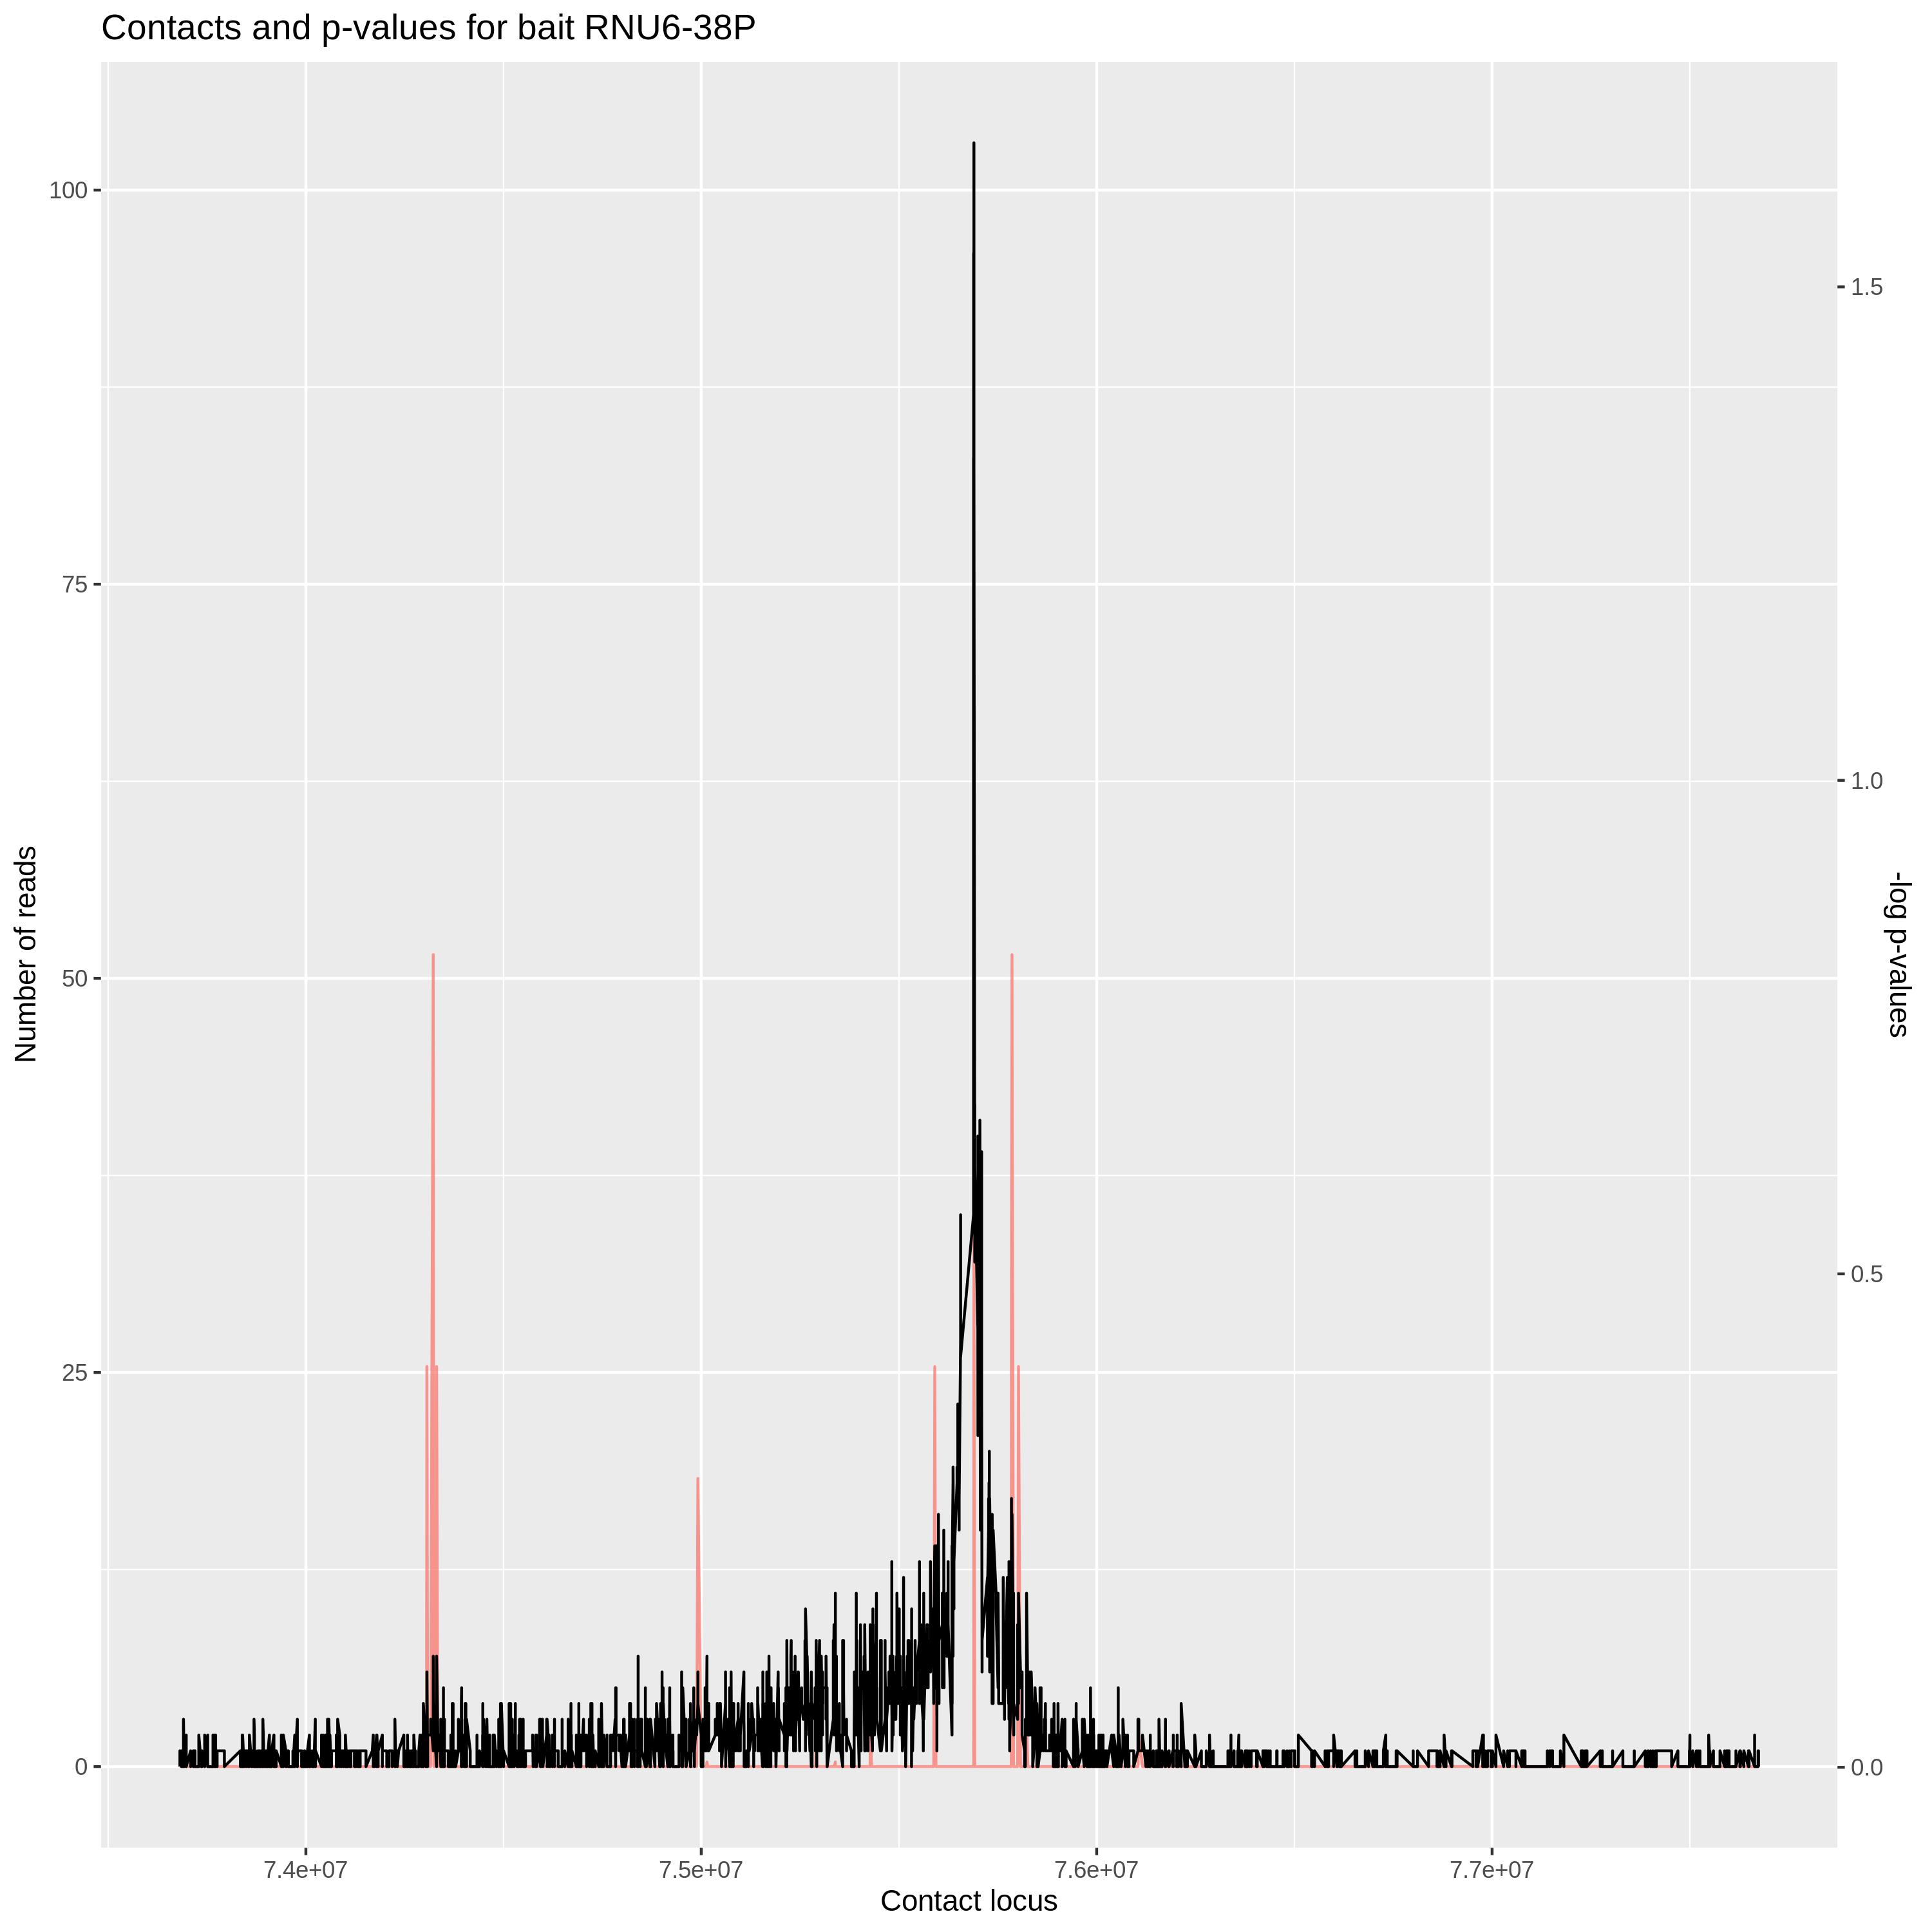 Contacts and p-values for bait RNU6-38P
100
75
50
25
0
1.5
1.0
0.5
0.0
Number of reads
-log p-values
7.4e+07
7.5e+07
7.6e+07
7.7e+07
Contact locus